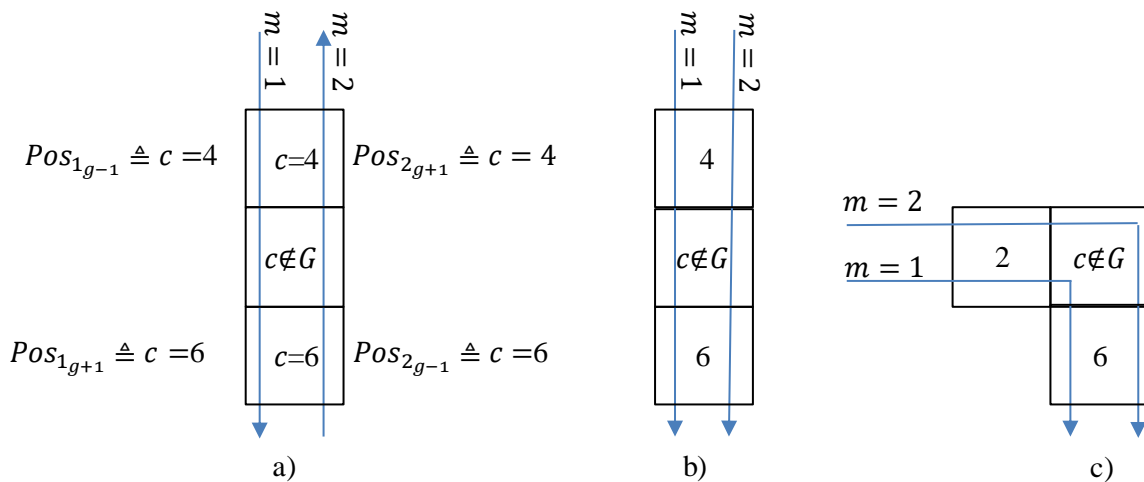 m = 1
m = 2
Pos₁g−1 ≜ c =4
c=4
Pos₂g+1 ≜ c = 4
c∉G
Pos₁g+1 ≜ c =6
c=6
Pos₂g−1 ≜ c =6
a)
m = 1
m = 2
4
c∉G
6
b)
m = 2
m = 1
2
c∉G
6
c)